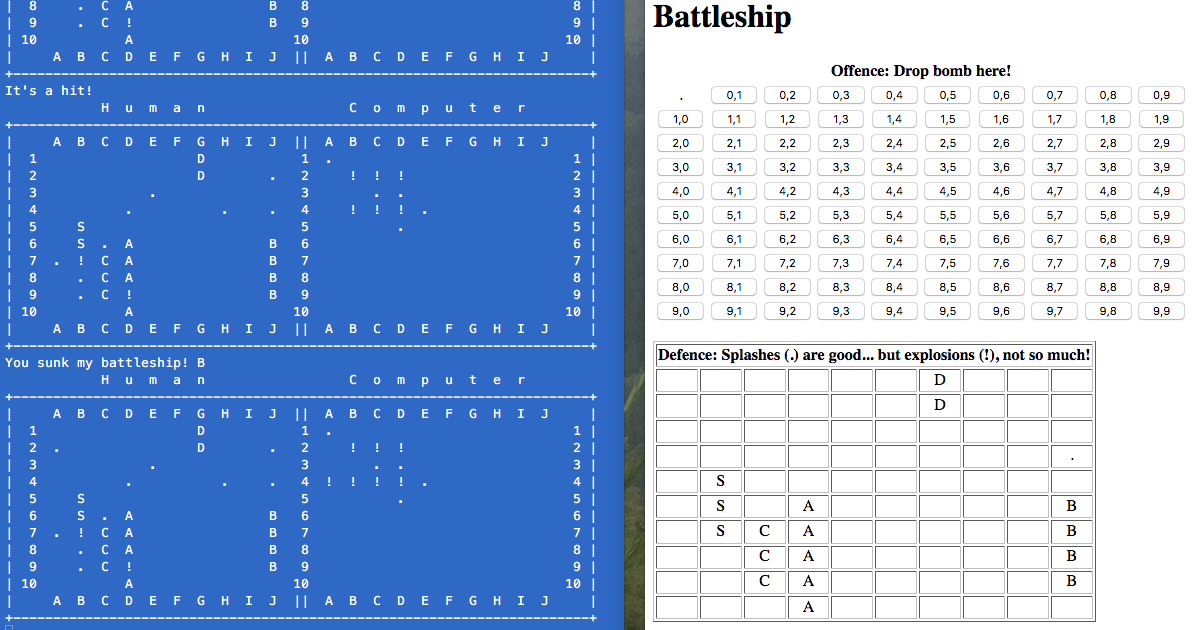 |  8     .  C  A                 B   8                                 8 |
|  9     .  C  !                 B   9                                 9 |
| 10           A                    10                                10 |
|     A  B  C  D  E  F  G  H  I  J  ||  A  B  C  D  E  F  G  H  I  J     |
+------------------------------------------------------------------------+
It's a hit!
H u m a n                              C o m p u t e r
+------------------------------------------------------------------------+
|     A  B  C  D  E  F  G  H  I  J  ||  A  B  C  D  E  F  G  H  I  J     |
|  1                    D            1  .                              1 |
|  2                    D        .   2     !  !  !                     2 |
|  3              .                  3        .  .                     3 |
|  4           .           .     .   4     !  !  !  .                  4 |
|  5     S                           5           .                     5 |
|  6     S  .  A                 B   6                                 6 |
|  7  .  !  C  A                 B   7                                 7 |
|  8     .  C  A                 B   8                                 8 |
|  9     .  C  !                 B   9                                 9 |
| 10           A                    10                                10 |
|     A  B  C  D  E  F  G  H  I  J  ||  A  B  C  D  E  F  G  H  I  J     |
+------------------------------------------------------------------------+
You sunk my battleship! B
H u m a n                              C o m p u t e r
+------------------------------------------------------------------------+
|     A  B  C  D  E  F  G  H  I  J  ||  A  B  C  D  E  F  G  H  I  J     |
|  1  .                 D            1  .                              1 |
|  2  .                 D        .   2     !  !  !                     2 |
|  3              .                  3        .  .                     3 |
|  4           .           .     .   4  !  !  !  !  .                  4 |
|  5     S                           5           .                     5 |
|  6     S  .  A                 B   6                                 6 |
|  7  .  !  C  A                 B   7                                 7 |
|  8     .  C  A                 B   8                                 8 |
|  9     .  C  !                 B   9                                 9 |
| 10           A                    10                                10 |
|     A  B  C  D  E  F  G  H  I  J  ||  A  B  C  D  E  F  G  H  I  J     |
+------------------------------------------------------------------------+
Battleship
Offence: Drop bomb here!
. 0,1 0,2 0,3 0,4 0,5 0,6 0,7 0,8 0,9
1,0 1,1 1,2 1,3 1,4 1,5 1,6 1,7 1,8 1,9
2,0 2,1 2,2 2,3 2,4 2,5 2,6 2,7 2,8 2,9
3,0 3,1 3,2 3,3 3,4 3,5 3,6 3,7 3,8 3,9
4,0 4,1 4,2 4,3 4,4 4,5 4,6 4,7 4,8 4,9
5,0 5,1 5,2 5,3 5,4 5,5 5,6 5,7 5,8 5,9
6,0 6,1 6,2 6,3 6,4 6,5 6,6 6,7 6,8 6,9
7,0 7,1 7,2 7,3 7,4 7,5 7,6 7,7 7,8 7,9
8,0 8,1 8,2 8,3 8,4 8,5 8,6 8,7 8,8 8,9
9,0 9,1 9,2 9,3 9,4 9,5 9,6 9,7 9,8 9,9
Defence: Splashes (.) are good... but explosions (!), not so much!
D
D
.
S
S A B
S C A B
C A B
C A B
A